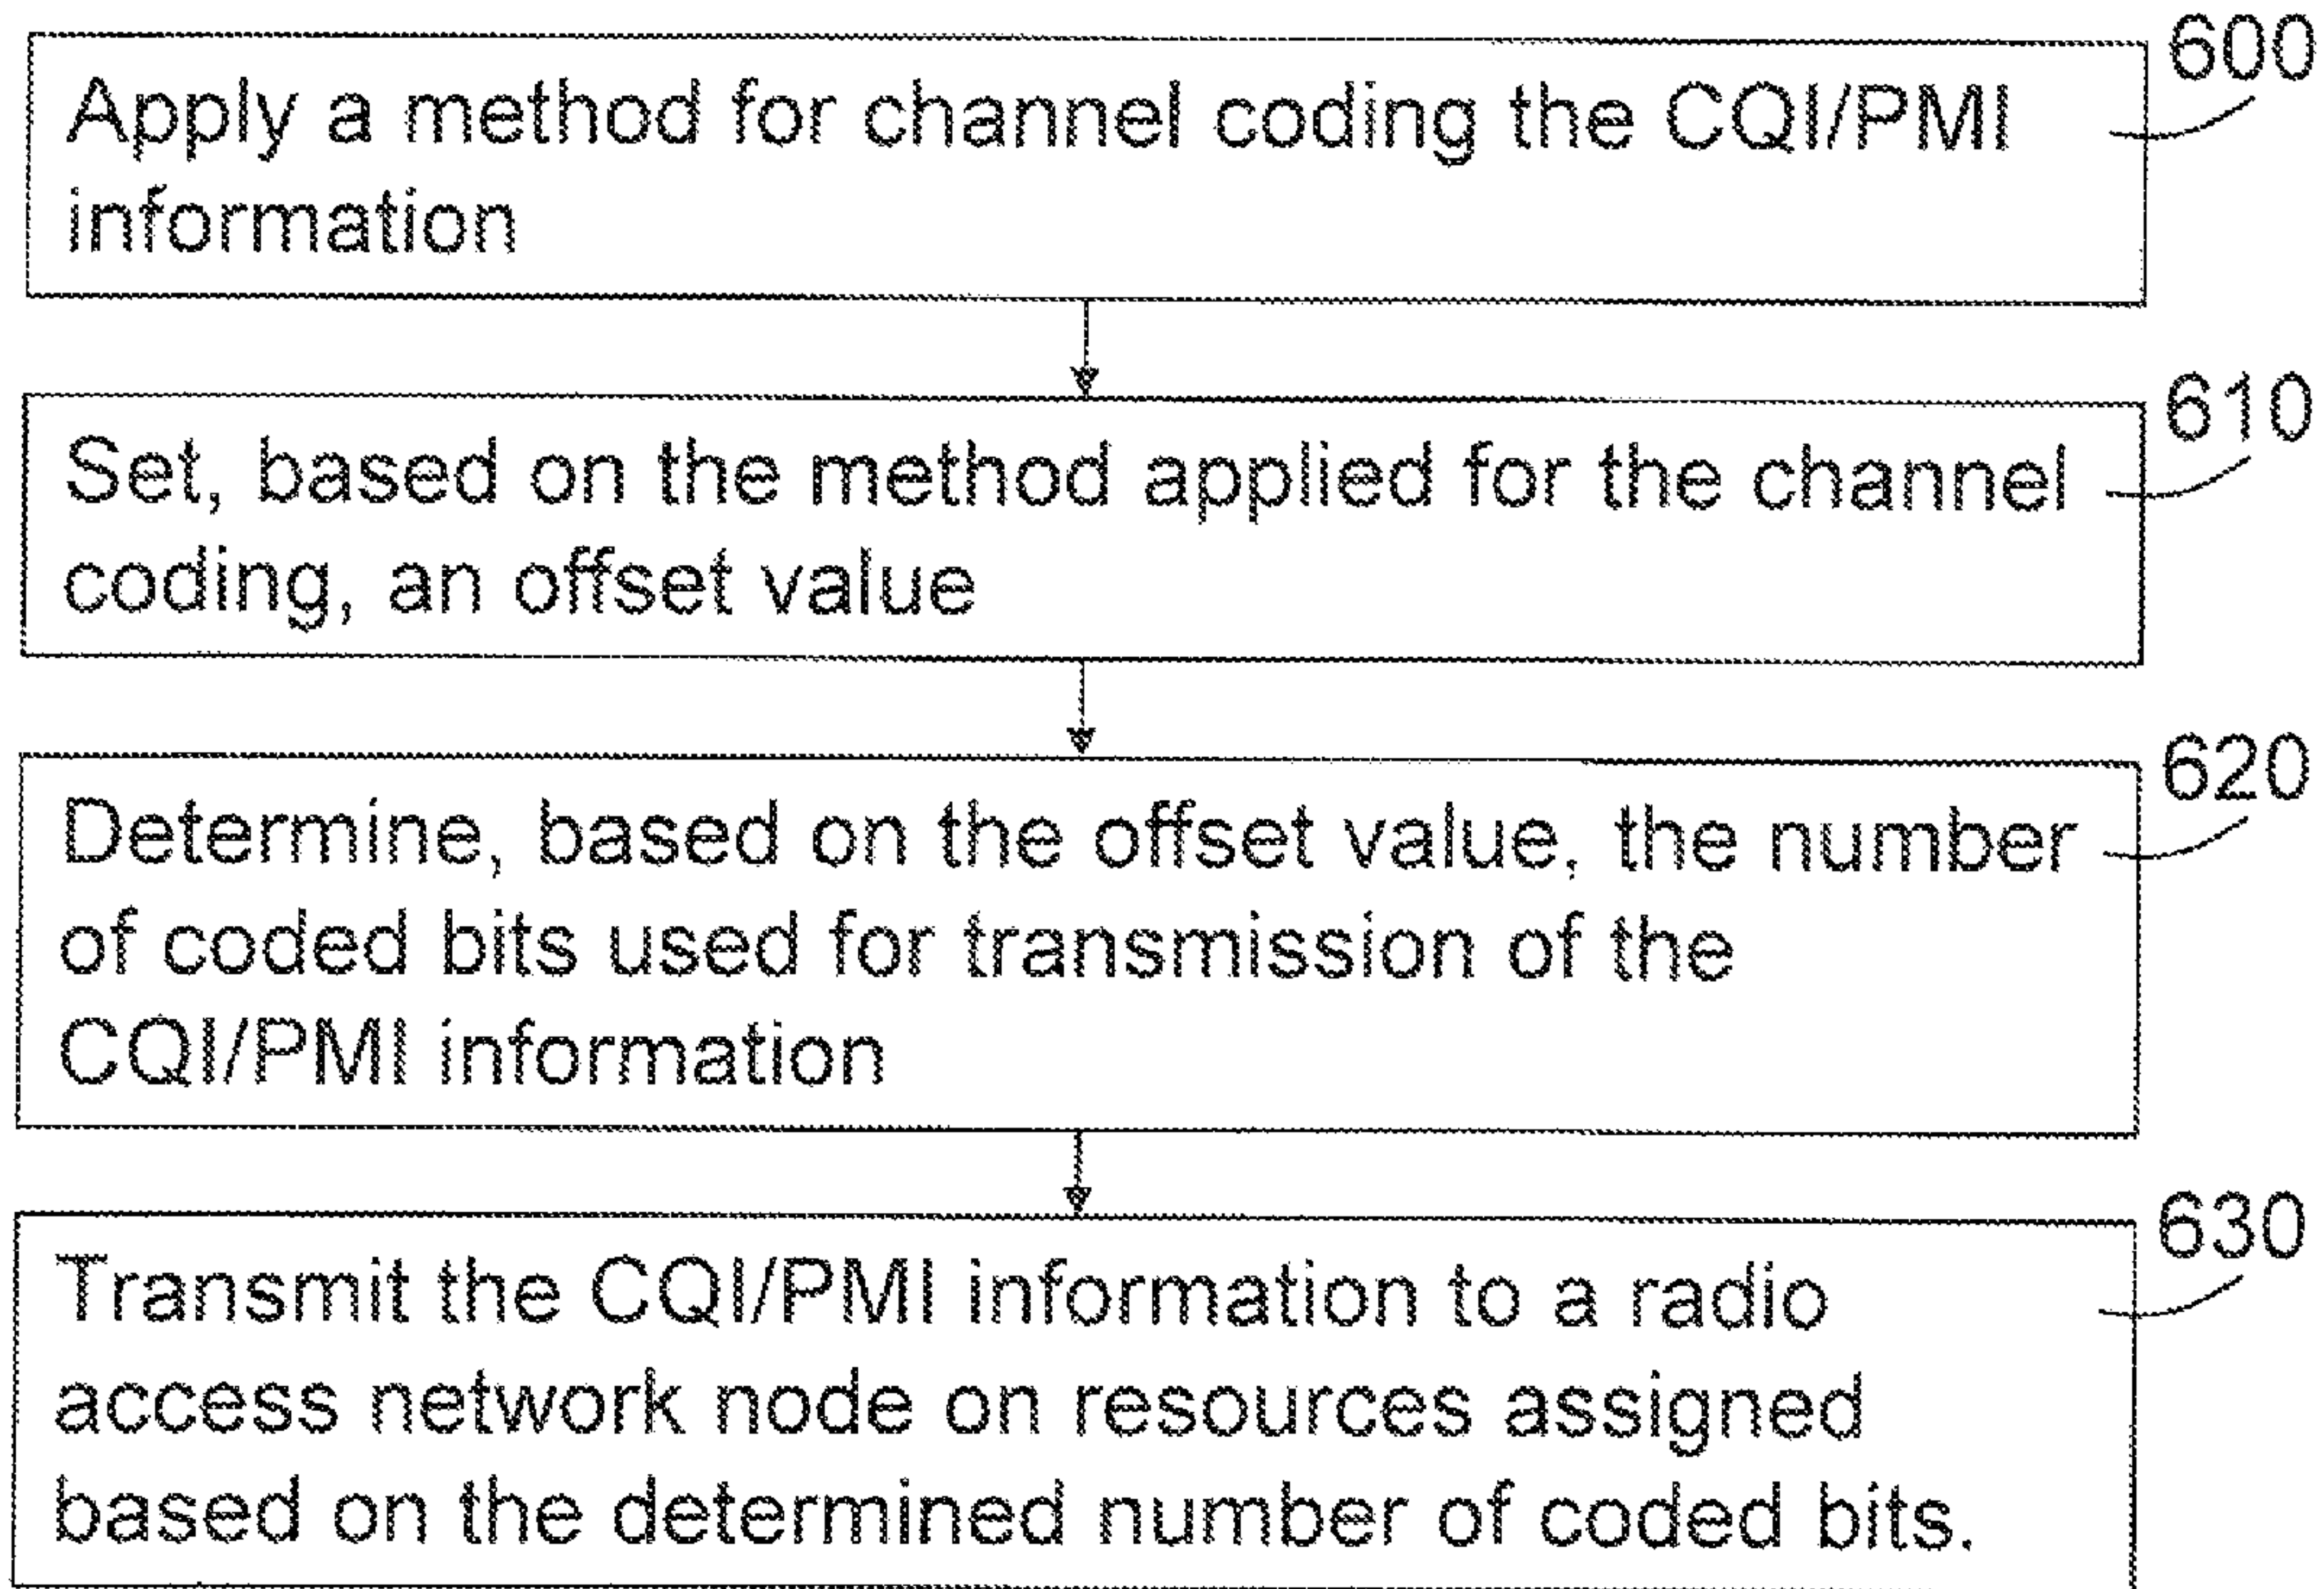 600
Apply a method for channel coding the CQI/PMI
information
610
Set, based on the method applied for the channel
coding, an offset value
620
Determine, based on the offset value, the number
of coded bits used for transmission of the
CQI/PMI information
630
Transmit the CQI/PMI information to a radio
access network node on resources assigned
based on the determined number of coded bits.